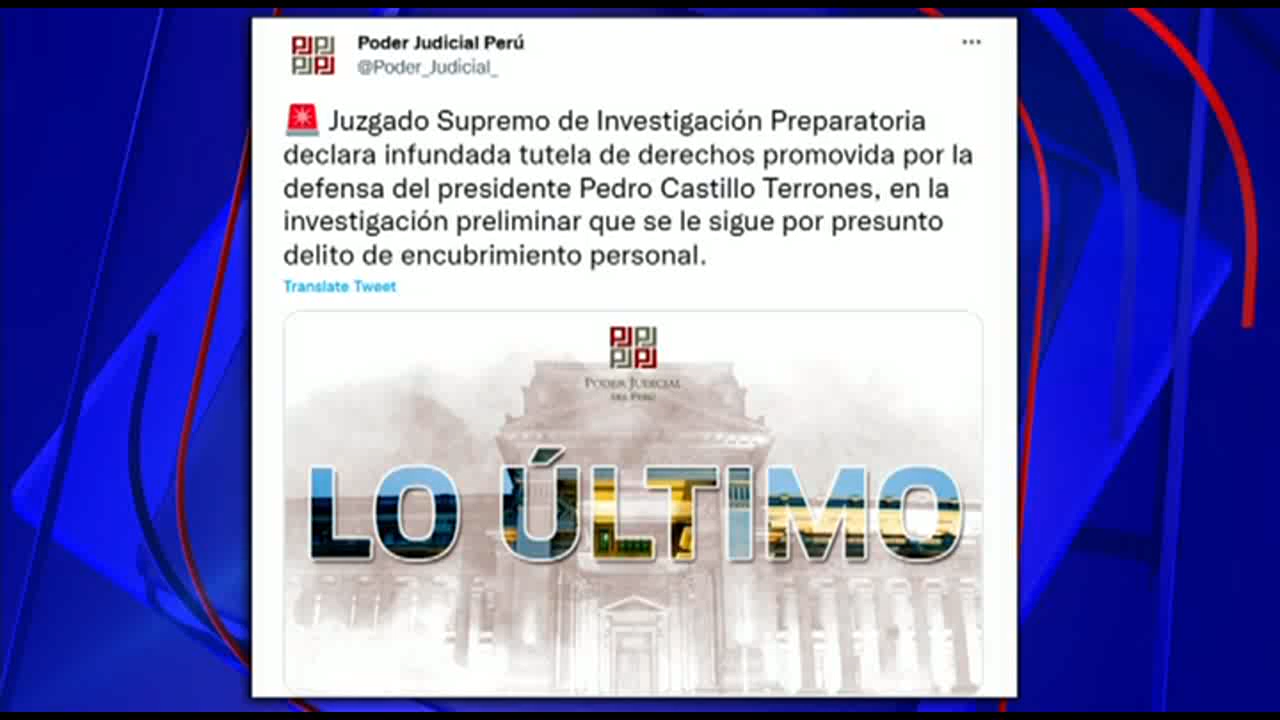 Poder Judicial Perú
@Poder_Judicial_
Juzgado Supremo de Investigación Preparatoria
declara infundada tutela de derechos promovida por la
defensa del presidente Pedro Castillo Terrones, en la
investigación preliminar que se le sigue por presunto
delito de encubrimiento personal.
Translate Tweet
PODER JUDICIAL
DEL PERÚ
LO ÚLTIMO